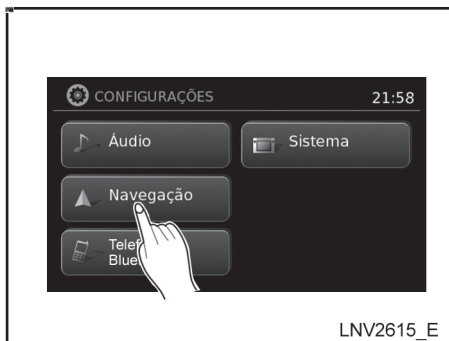 CONFIGURAÇÕES 21:58
Áudio
Sistema
Navegação
LNV2615_E